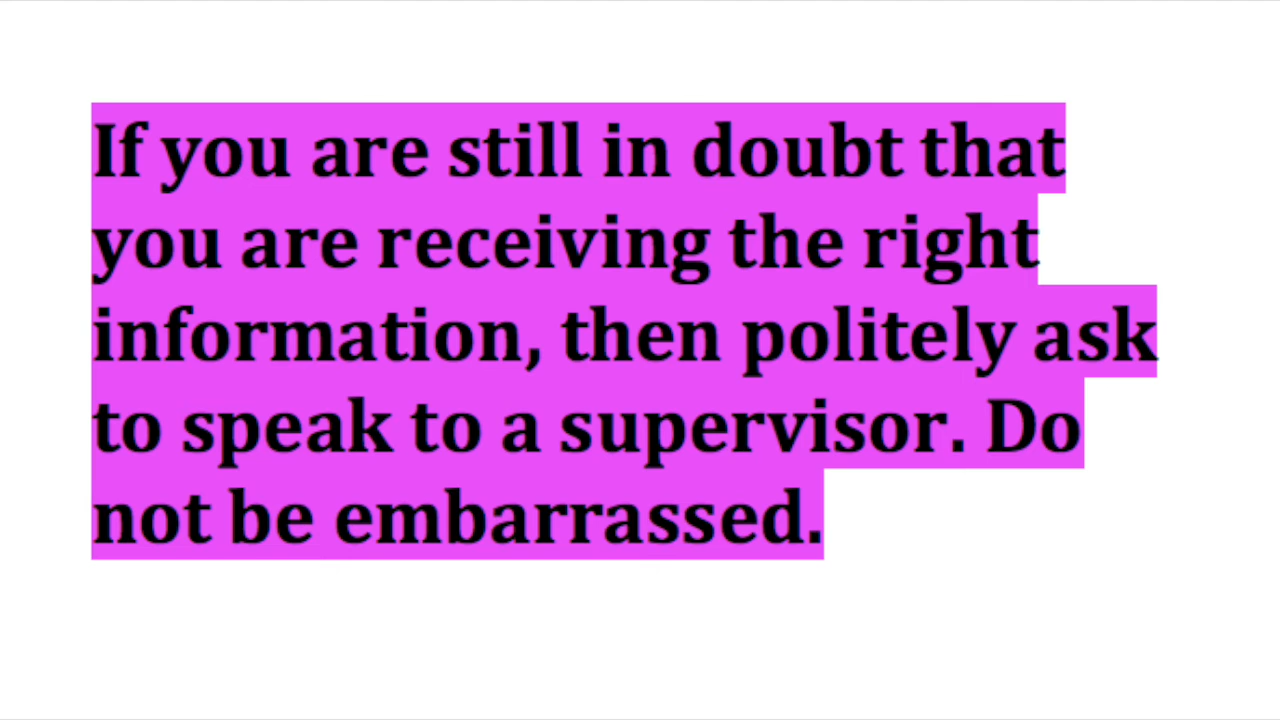 If you are still in doubt that
you are receiving the right
information, then politely ask
to speak to a supervisor. Do
not be embarrassed.